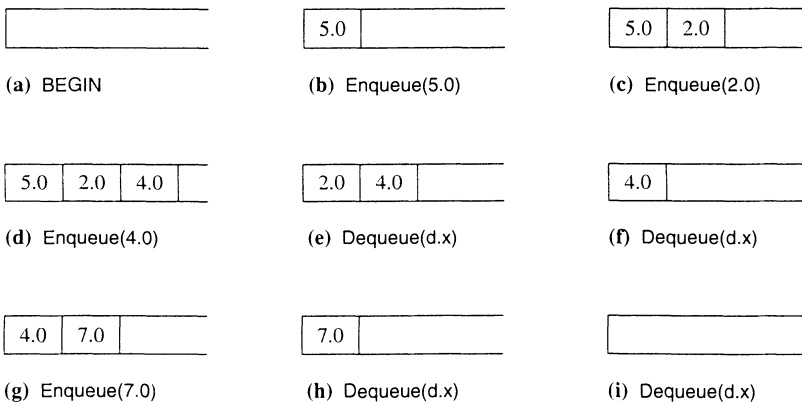 5.0
5.0 2.0
(a) BEGIN
(b) Enqueue(5.0)
(c) Enqueue(2.0)
5.0 2.0 4.0
2.0 4.0
4.0
(d) Enqueue(4.0)
(e) Dequeue(d.x)
(f) Dequeue(d.x)
4.0 7.0
7.0
(g) Enqueue(7.0)
(h) Dequeue(d.x)
(i) Dequeue(d.x)